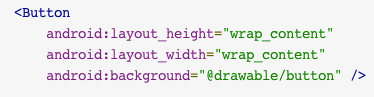 <Button
    android:layout_height="wrap_content"
    android:layout_width="wrap_content"
    android:background="@drawable/button" />